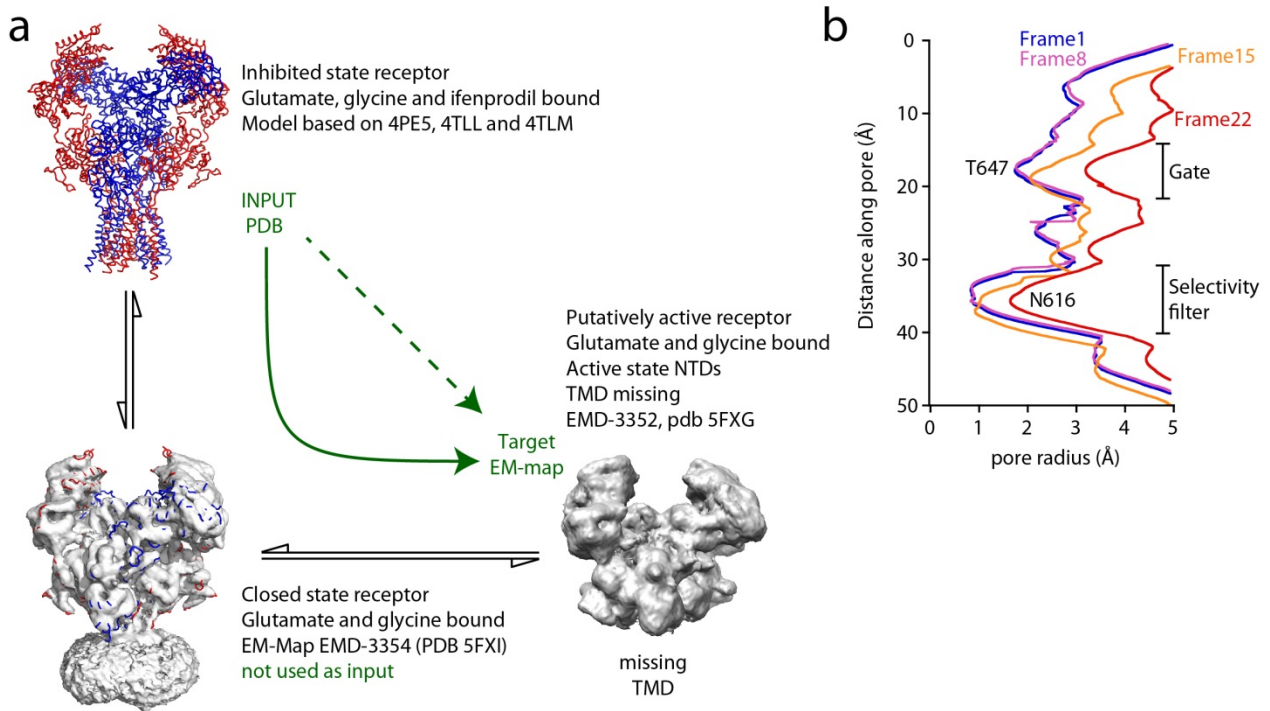 a
Inhibited state receptor
Glutamate, glycine and ifenprodil bound
Model based on 4PE5, 4TLL and 4TLM
INPUT
PDB
Putatively active receptor
Glutamate and glycine bound
Active state NTDs
TMD missing
EMD-3352, pdb 5FXG
Target
EM-map
Closed state receptor
Glutamate and glycine bound
EM-Map EMD-3354 (PDB 5FXI)
not used as input
missing
TMD
b
Frame1
Frame8
Frame15
Frame22
T647
Gate
N616
Selectivity
filter
Distance along pore (Å)
0
10
20
30
40
50
0 1 2 3 4 5
pore radius (Å)